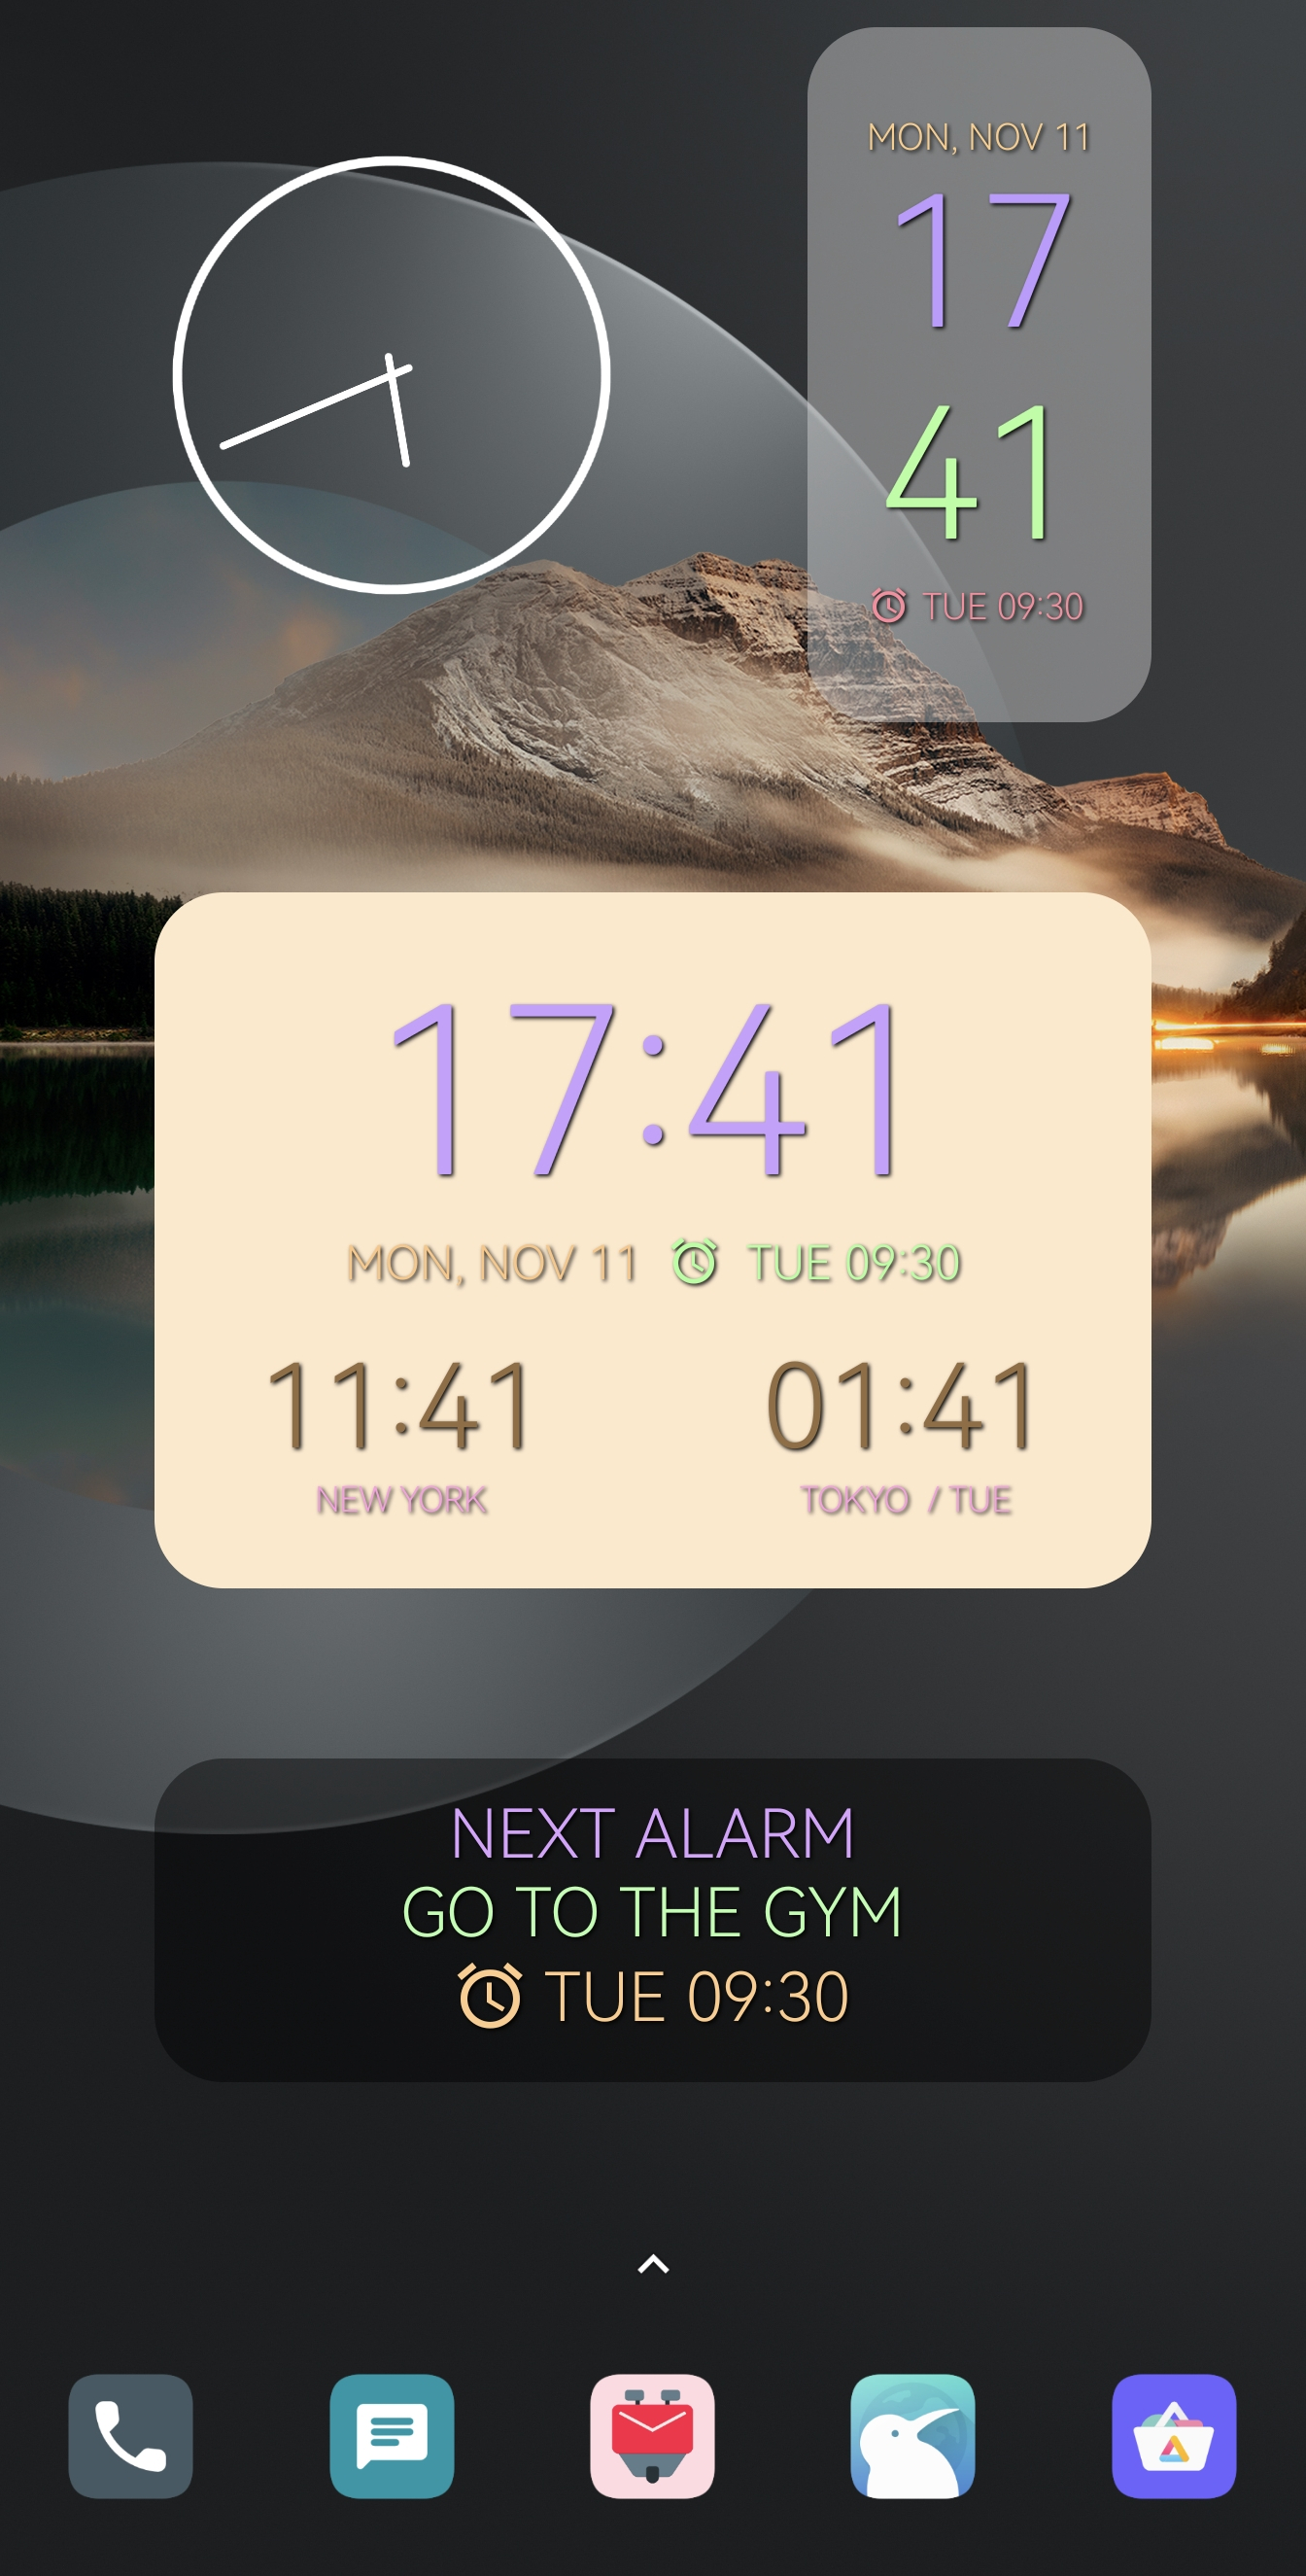 MON, NOV 11
17
41
TUE 09:30
17:41
MON, NOV 11 TUE 09:30
11:41 01:41
NEW YORK TOKYO / TUE
NEXT ALARM
GO TO THE GYM
TUE 09:30